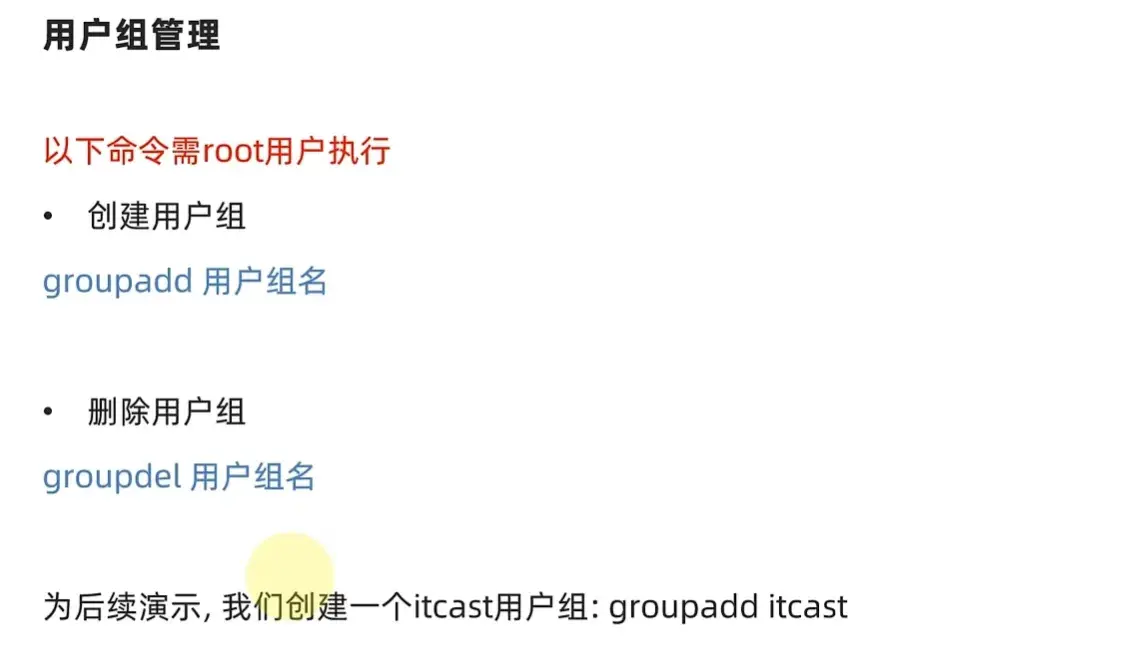 用户组管理
以下命令需root用户执行
• 创建用户组
groupadd 用户组名
• 删除用户组
groupdel 用户组名
为后续演示, 我们创建一个itcast用户组: groupadd itcast